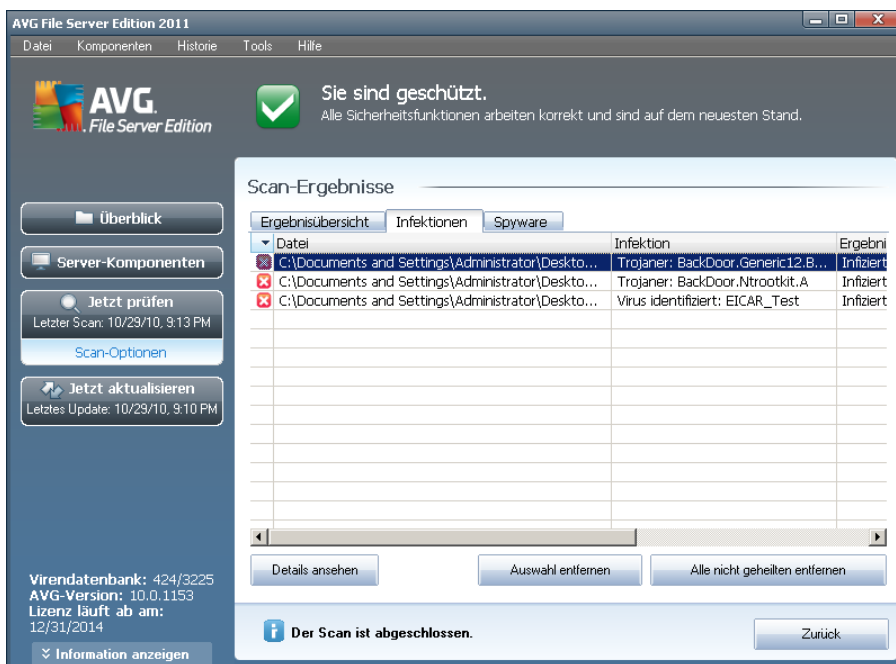 AVG File Server Edition 2011
Datei Komponenten Historie Tools Hilfe
AVG.
File Server Edition
Sie sind geschützt.
Alle Sicherheitsfunktionen arbeiten korrekt und sind auf dem neuesten Stand.
Überblick
Server-Komponenten
Jetzt prüfen
Letzter Scan: 10/29/10, 9:13 PM
Scan-Optionen
Jetzt aktualisieren
Letztes Update: 10/29/10, 9:10 PM
Virendatenbank: 424/3225
AVG-Version: 10.0.1153
Lizenz läuft ab am:
12/31/2014
Information anzeigen
Scan-Ergebnisse
Ergebnisübersicht Infektionen Spyware
Datei Infektion Ergebni
C:\Documents and Settings\Administrator\Deskto... Trojaner: BackDoor.Generic12.B... Infiziert
C:\Documents and Settings\Administrator\Deskto... Trojaner: BackDoor.Ntrootkit.A Infiziert
C:\Documents and Settings\Administrator\Deskto... Virus identifiziert: EICAR_Test Infiziert
Details ansehen Auswahl entfernen Alle nicht geheilten entfernen
Der Scan ist abgeschlossen. Zurück